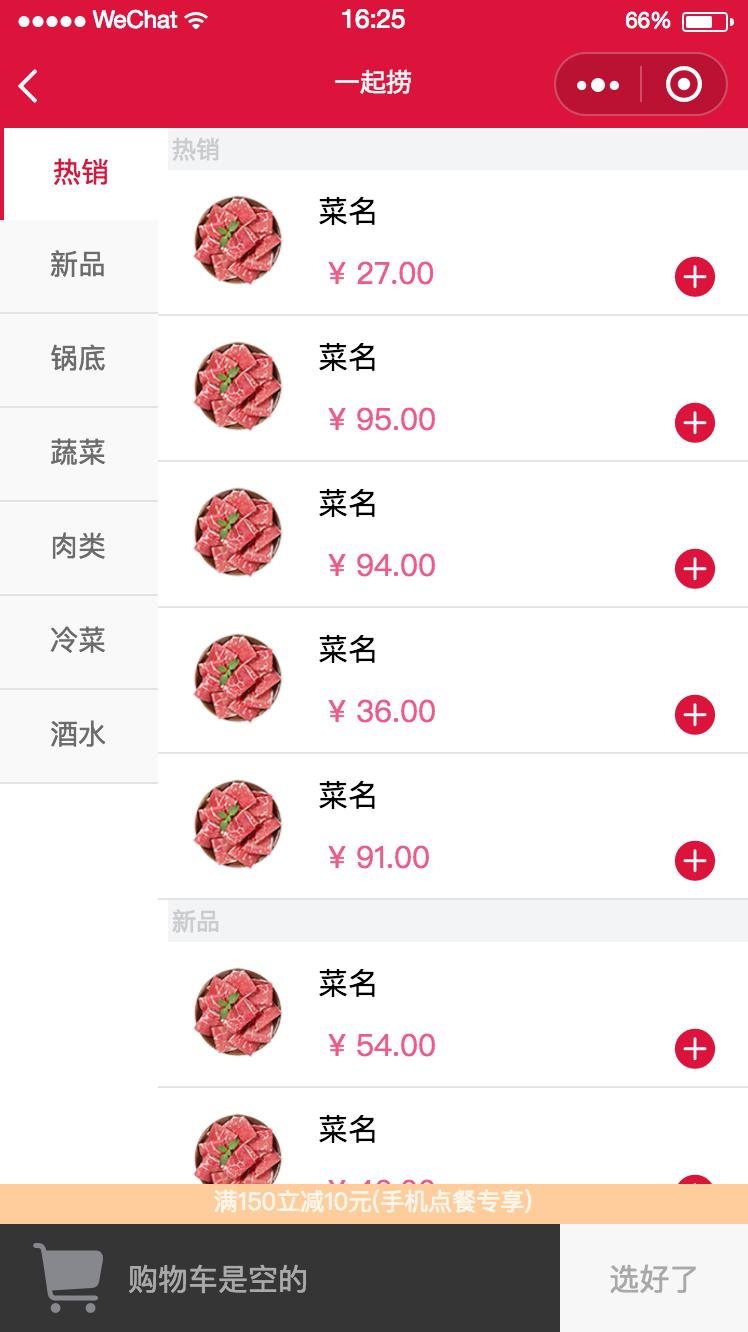 WeChat 16:25 66%
一起捞
热销
新品
锅底
蔬菜
肉类
冷菜
酒水
热销
菜名
¥ 27.00
菜名
¥ 95.00
菜名
¥ 94.00
菜名
¥ 36.00
菜名
¥ 91.00
新品
菜名
¥ 54.00
菜名
满150立减10元(手机点餐专享)
购物车是空的
选好了